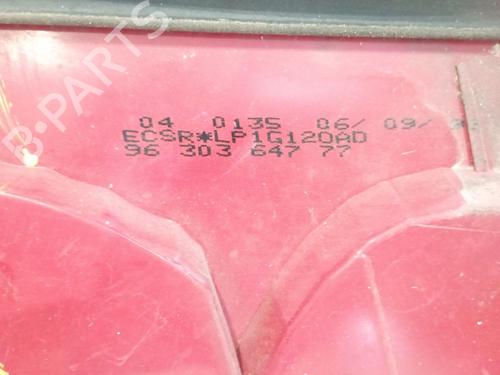 B-PARTS
04 0135 06/ 09/
ECSR*LP1G120AD
96 303 647 77